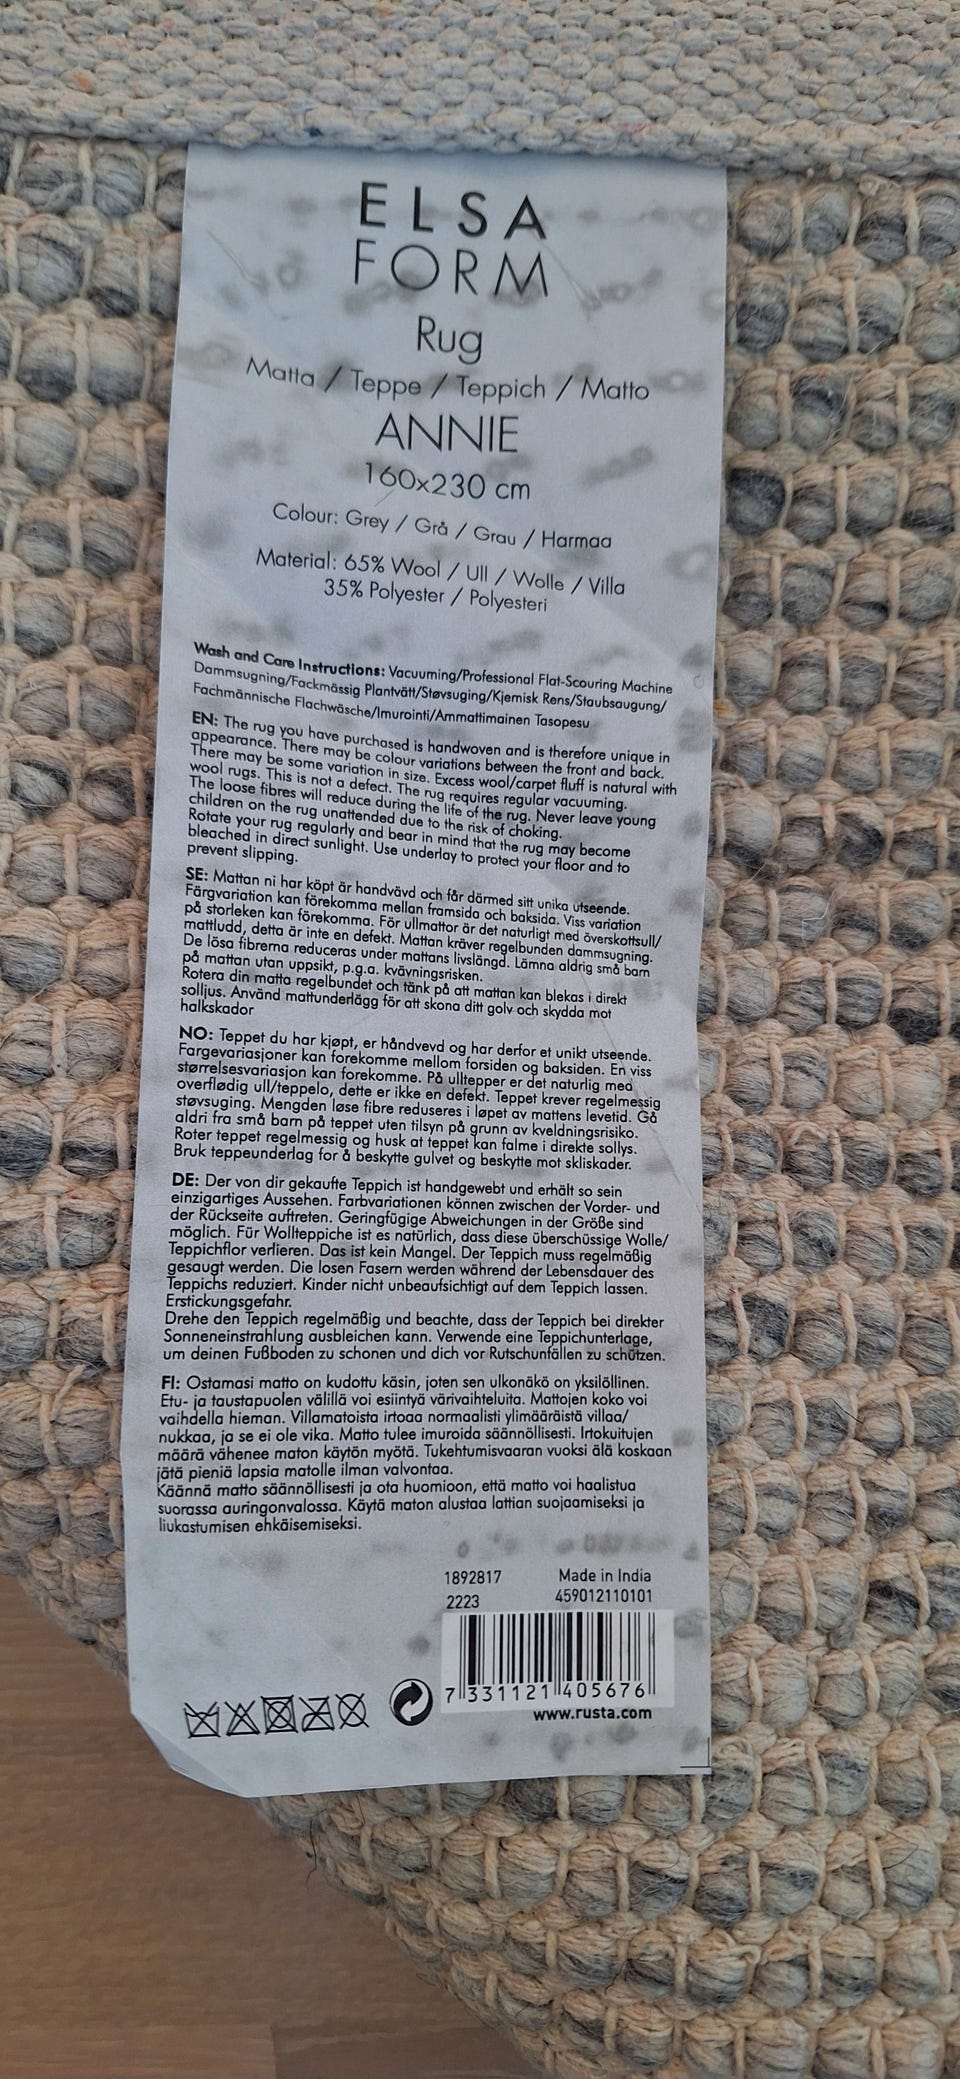 ELSA
FORM
Rug
Matta / Teppe / Teppich / Matto
ANNIE
160x230 cm
Colour: Grey / Grå / Grau / Harmaa
Material: 65% Wool / Ull / Wolle / Villa
35% Polyester / Polyesteri
Wash and Care Instructions: Vacuuming/Professional Flat-Scouring Machine
Dammsugning/Fackmässig Plantvätt/Støvsuging/Kjemisk Rens/Staubsaugung/
Fachmännische Flachwäsche/Imurointi/Ammattimainen Tasopesu
EN: The rug you have purchased is handwoven and is therefore unique in
appearance. There may be colour variations between the front and back.
There may be some variation in size. Excess wool/carpet fluff is natural with
wool rugs. This is not a defect. The rug requires regular vacuuming.
The loose fibres will reduce during the life of the rug. Never leave young
children on the rug unattended due to the risk of choking.
Rotate your rug regularly and bear in mind that the rug may become
bleached in direct sunlight. Use underlay to protect your floor and to
prevent slipping.
SE: Mattan ni har köpt är handvävd och får därmed sitt unika utseende.
Färgvariation kan förekomma mellan framsida och baksida. Viss variation
på storleken kan förekomma. För ullmattor är det naturligt med överskottsull/
mattludd, detta är inte en defekt. Mattan kräver regelbunden dammsugning.
De lösa fibrerna reduceras under mattans livslängd. Lämna aldrig små barn
på mattan utan uppsikt, p.g.a. kvävningsrisken.
Rotera din matta regelbundet och tänk på att mattan kan blekas i direkt
solljus. Använd mattunderlägg för att skona ditt golv och skydda mot
halkskador
NO: Teppet du har kjøpt, er håndvevd og har derfor et unikt utseende.
Fargevariasjoner kan forekomme mellom forsiden og baksiden. En viss
størrelsesvariasjon kan forekomme. På ulltepper er det naturlig med
overflødig ull/teppelo, dette er ikke en defekt. Teppet krever regelmessig
støvsuging. Mengden løse fibre reduseres i løpet av mattens levetid. Gå
aldri fra små barn på teppet uten tilsyn på grunn av kveldningsrisiko.
Roter teppet regelmessig og husk at teppet kan falme i direkte sollys.
Bruk teppeunderlag for å beskytte gulvet og beskytte mot skliskader.
DE: Der von dir gekaufte Teppich ist handgewebt und erhält so sein
einzigartiges Aussehen. Farbvariationen können zwischen der Vorder- und
der Rückseite auftreten. Geringfügige Abweichungen in der Größe sind
möglich. Für Wollteppiche ist es natürlich, dass diese überschüssige Wolle/
Teppichflor verlieren. Das ist kein Mangel. Der Teppich muss regelmäßig
gesaugt werden. Die losen Fasern werden während der Lebensdauer des
Teppichs reduziert. Kinder nicht unbeaufsichtigt auf dem Teppich lassen.
Erstickungsgefahr.
Drehe den Teppich regelmäßig und beachte, dass der Teppich bei direkter
Sonneneinstrahlung ausbleichen kann. Verwende eine Teppichunterlage,
um deinen Fußboden zu schonen und dich vor Rutschunfällen zu schützen.
FI: Ostamasi matto on kudottu käsin, joten sen ulkonäkö on yksilöllinen.
Etu- ja taustapuolen välillä voi esiintyä värivaihteluita. Mattojen koko voi
vaihdella hieman. Villamatoista irtoaa normaalisti ylimääräistä villaa/
nukkaa, ja se ei ole vika. Matto tulee imuroida säännöllisesti. Irtokuitujen
määrä vähenee maton käytön myötä. Tukehtumisvaaran vuoksi älä koskaan
jätä pieniä lapsia matolle ilman valvontaa.
Käännä matto säännöllisesti ja ota huomioon, että matto voi haalistua
suorassa auringonvalossa. Käytä maton alustaa lattian suojaamiseksi ja
liukastumisen ehkäisemiseksi.
1892817 Made in India
2223 459012110101
7 331121 405676
www.rusta.com